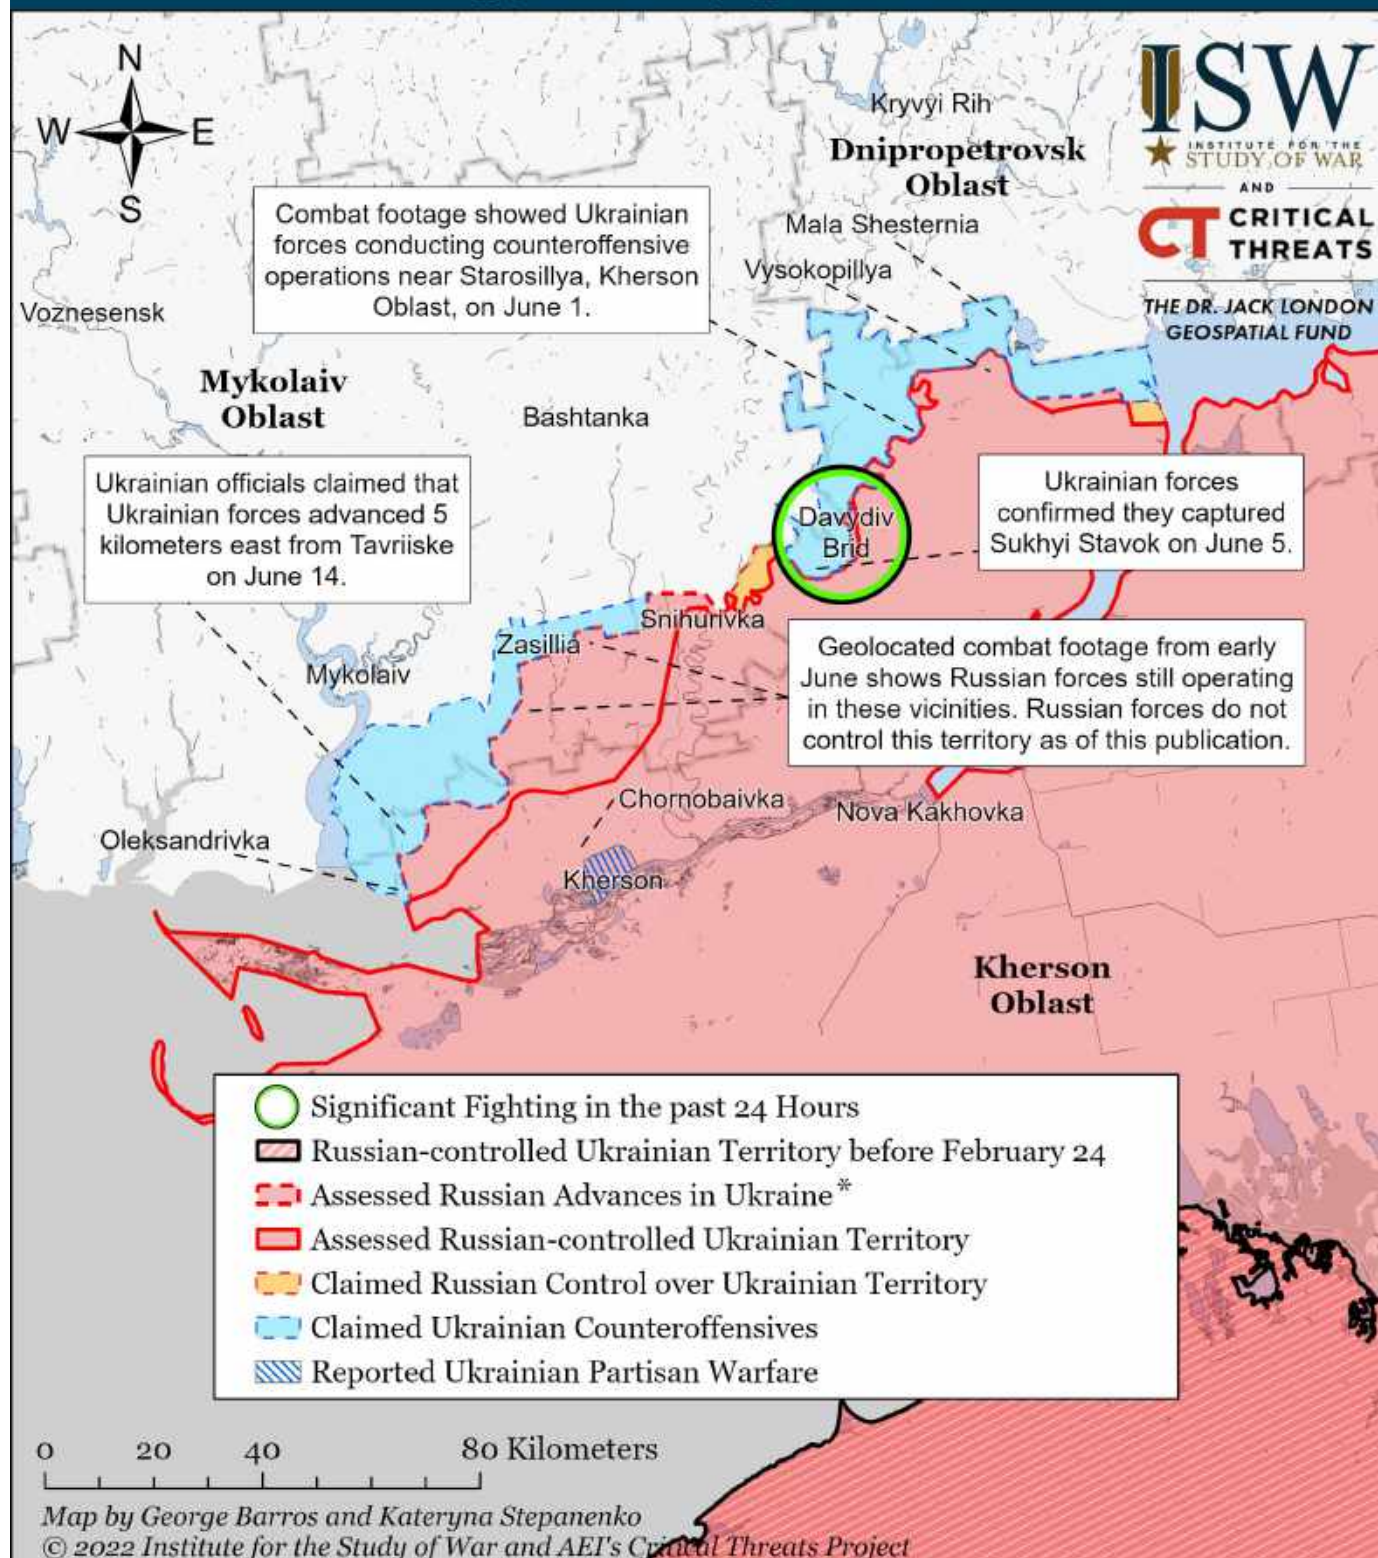 N
W E
S
ISW
INSTITUTE FOR THE
STUDY OF WAR
AND
CT CRITICAL
THREATS
THE DR. JACK LONDON
GEOSPATIAL FUND
Kryvyi Rih
Dnipropetrovsk
Oblast
Mala Shesternia
Vysokopillya
Combat footage showed Ukrainian
forces conducting counteroffensive
operations near Starosillya, Kherson
Oblast, on June 1.
Voznesensk
Mykolaiv
Oblast
Bashtanka
Ukrainian officials claimed that
Ukrainian forces advanced 5
kilometers east from Tavriiske
on June 14.
Ukrainian forces
confirmed they captured
Sukhyi Stavok on June 5.
Davydiv
Brid
Snihurivka
Zasillia
Mykolaiv
Geolocated combat footage from early
June shows Russian forces still operating
in these vicinities. Russian forces do not
control this territory as of this publication.
Chornobaivka
Nova Kakhovka
Oleksandrivka
Kherson
Kherson
Oblast
Significant Fighting in the past 24 Hours
Russian-controlled Ukrainian Territory before February 24
Assessed Russian Advances in Ukraine*
Assessed Russian-controlled Ukrainian Territory
Claimed Russian Control over Ukrainian Territory
Claimed Ukrainian Counteroffensives
Reported Ukrainian Partisan Warfare
0 20 40 80 Kilometers
Map by George Barros and Kateryna Stepanenko
© 2022 Institute for the Study of War and AEI's Critical Threats Project